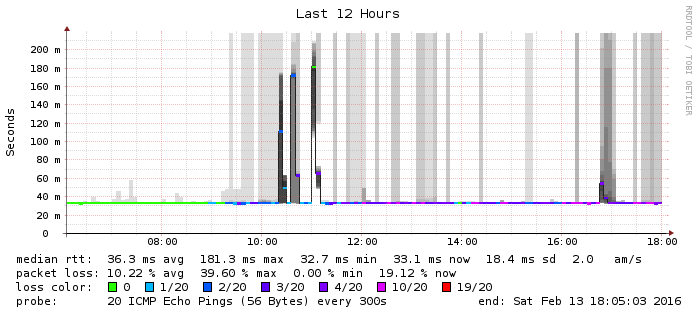 Last 12 Hours
RRDTOOL / TOBI OETIKER
Seconds
200 m
180 m
160 m
140 m
120 m
100 m
80 m
60 m
40 m
20 m
0
08:00 10:00 12:00 14:00 16:00 18:00
median rtt: 36.3 ms avg 181.3 ms max 32.7 ms min 33.1 ms now 18.4 ms sd 2.0 am/s
packet loss: 10.22 % avg 39.60 % max 0.00 % min 19.12 % now
loss color: 0 1/20 2/20 3/20 4/20 10/20 19/20
probe: 20 ICMP Echo Pings (56 Bytes) every 300s end: Sat Feb 13 18:05:03 2016